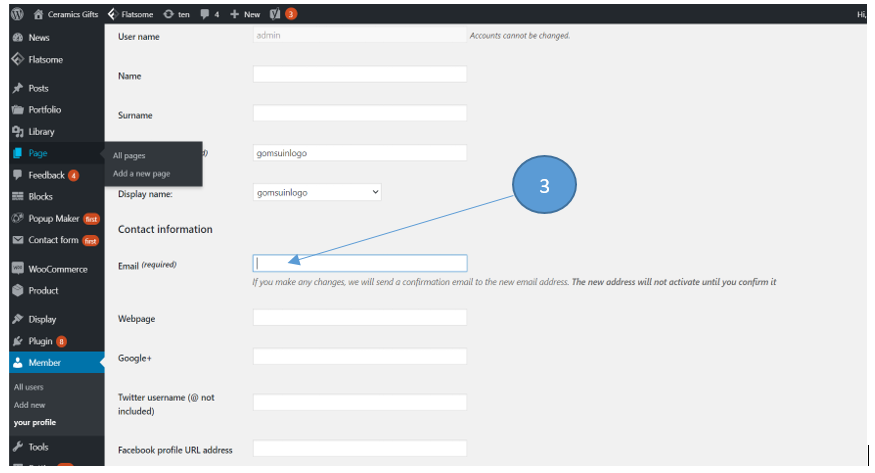 Ceramics Gifts Flatsome ten 4 + New 3 Hi,
News
Flatsome
Posts
Portfolio
Library
Page
All pages
Add a new page
Feedback 4
Blocks
Popup Maker first
Contact form first
WooCommerce
Product
Display
Plugin 8
Member
All users
Add new
your profile
Tools
User name admin Accounts cannot be changed.
Name
Surname
gomsuinlogo
Display name: gomsuinlogo
3
Contact information
Email (required)
If you make any changes, we will send a confirmation email to the new email address. The new address will not activate until you confirm it
Webpage
Google+
Twitter username (@ not
included)
Facebook profile URL address